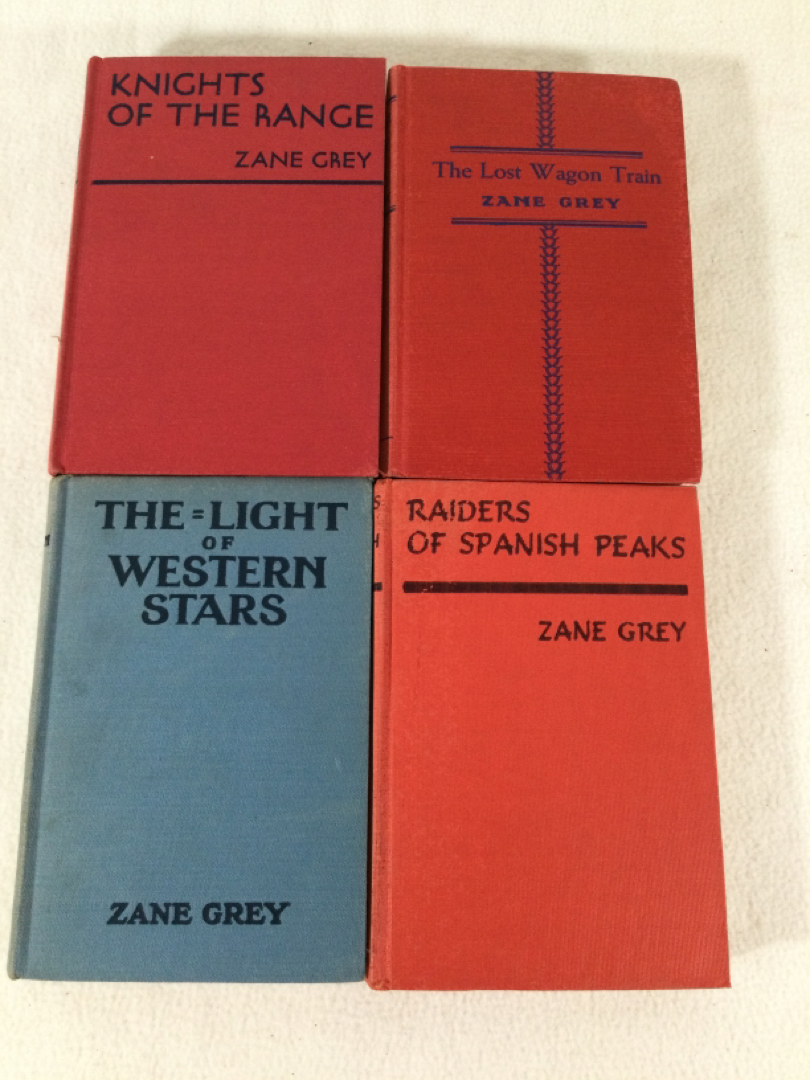 KNIGHTS
OF THE RANGE
ZANE GREY
The Lost Wagon Train
ZANE GREY
THE=LIGHT
OF
WESTERN
STARS
ZANE GREY
RAIDERS
OF SPANISH PEAKS
ZANE GREY